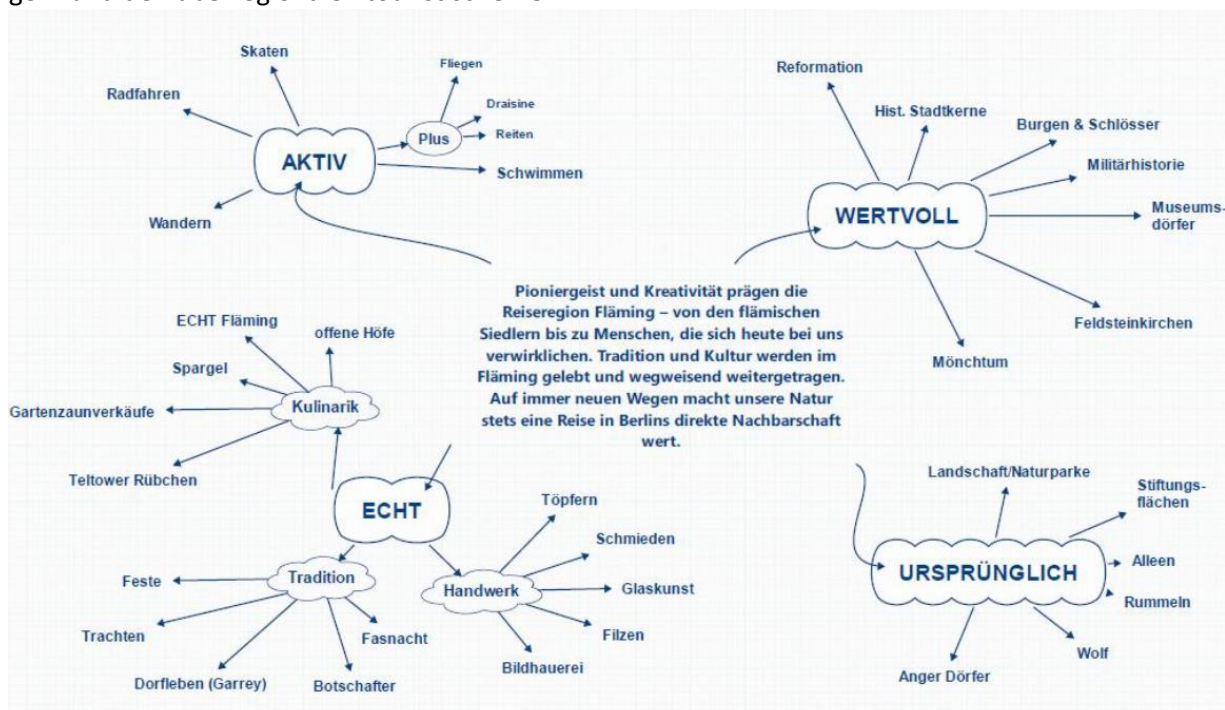 Skaten
Radfahren
AKTIV
Wandern
Plus
Fliegen
Draisine
Reiten
Schwimmen
Reformation
Hist. Stadtkerne
Burgen & Schlösser
Militärhistorie
WERTVOLL
Museums-
dörfer
Feldsteinkirchen
Mönchtum
Pioniergeist und Kreativität prägen die
Reiseregion Fläming – von den flämischen
Siedlern bis zu Menschen, die sich heute bei uns
verwirklichen. Tradition und Kultur werden im
Fläming gelebt und wegweisend weitergetragen.
Auf immer neuen Wegen macht unsere Natur
stets eine Reise in Berlins direkte Nachbarschaft
wert.
ECHT Fläming
offene Höfe
Spargel
Gartenzaunverkäufe
Kulinarik
Teltower Rübchen
ECHT
Tradition
Feste
Trachten
Dorfleben (Garrey)
Botschafter
Fasnacht
Handwerk
Töpfern
Schmieden
Glaskunst
Filzen
Bildhauerei
Landschaft/Naturparke
Stiftungs-
flächen
URSPRÜNGLICH
Alleen
Rummeln
Wolf
Anger Dörfer